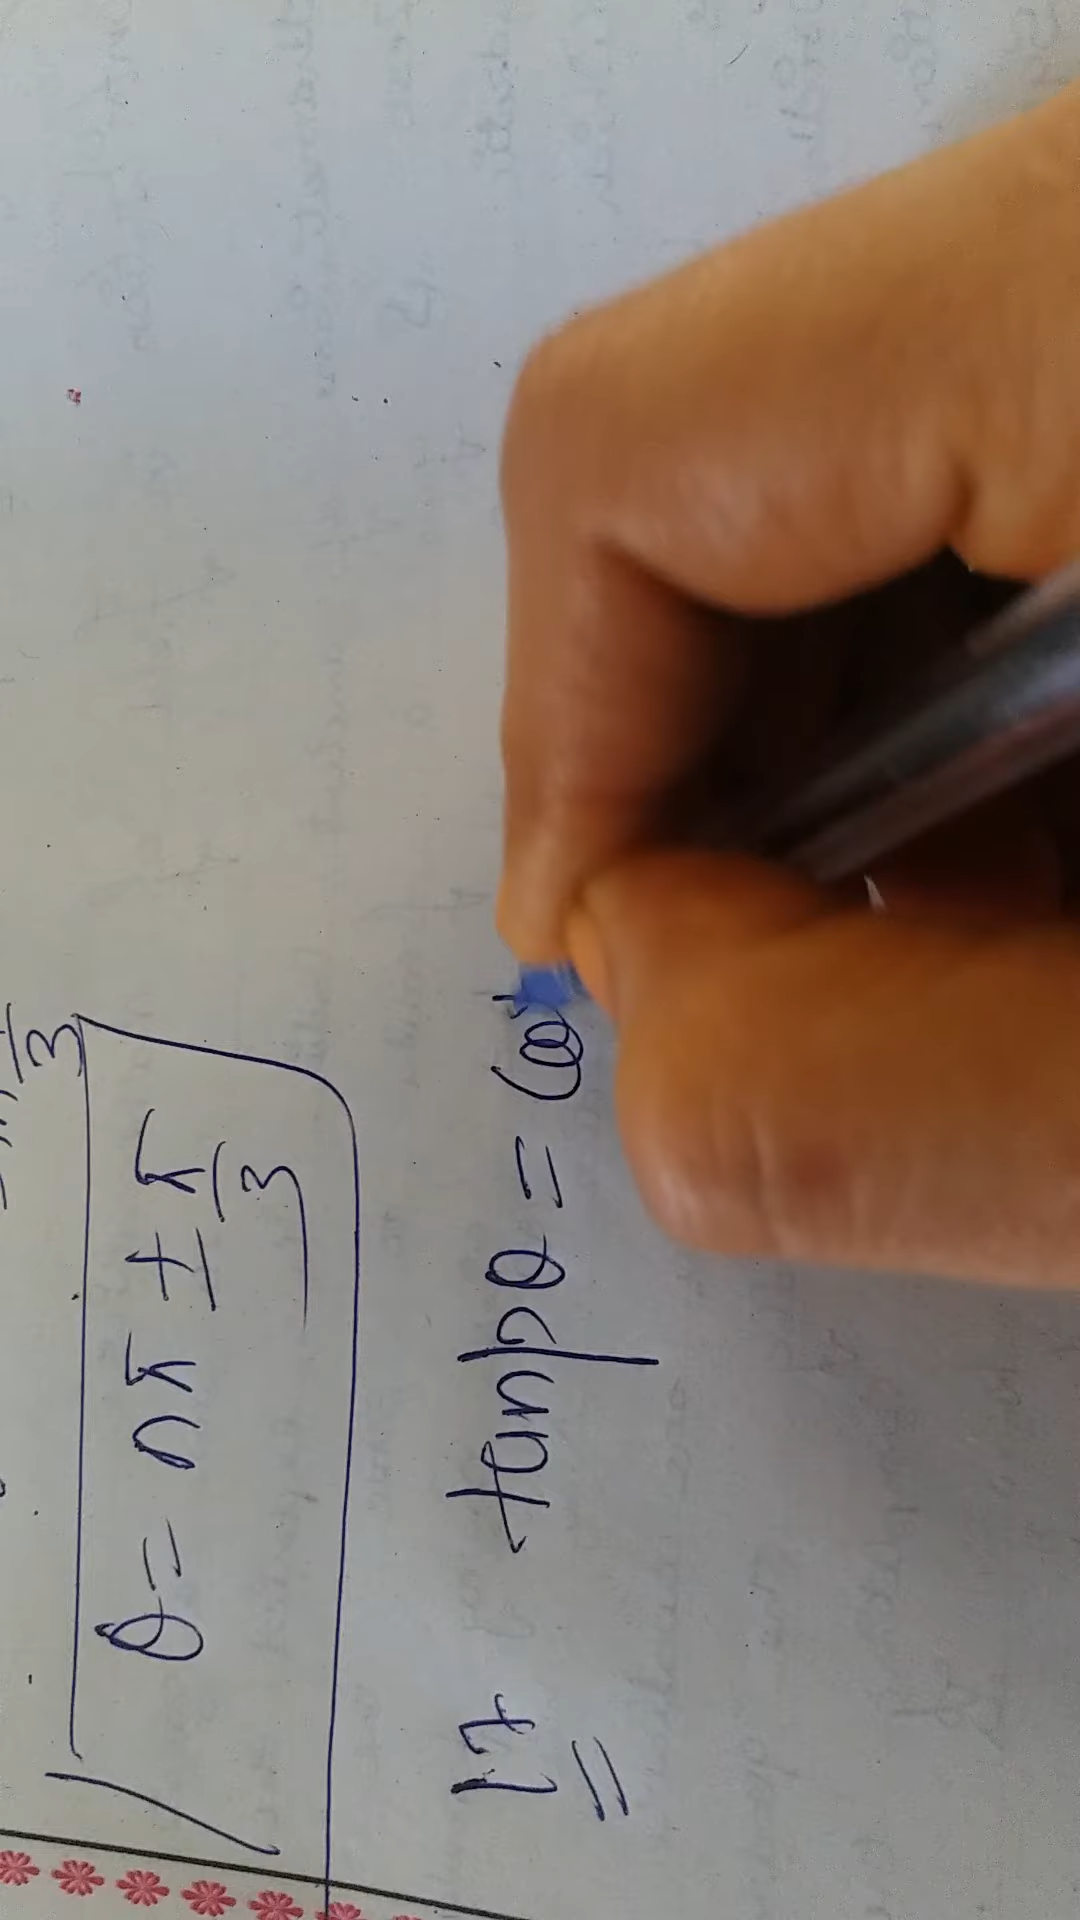 θ = nπ ± π/3
17 tanpθ = cot